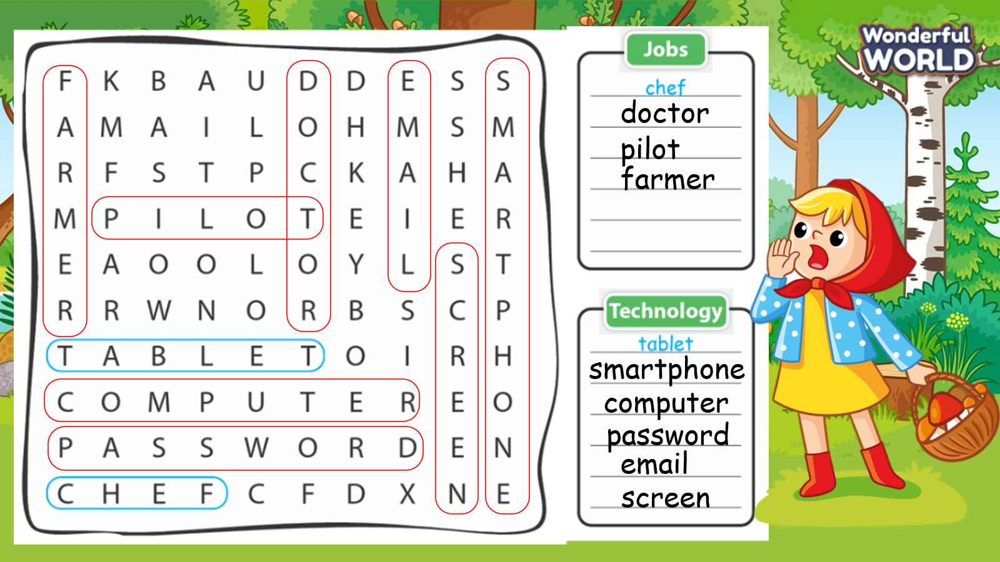 F K B A U D D E S S
A M A I L O H M S M
R F S T P C K A H A
M P I L O T E I E R
E A O O L O Y L S T
R R W N O R B S C P
T A B L E T O I R H
C O M P U T E R E O
P A S S W O R D E N
C H E F C F D X N E
Jobs
chef
doctor
pilot
farmer
Technology
tablet
smartphone
computer
password
email
screen
Wonderful
WORLD